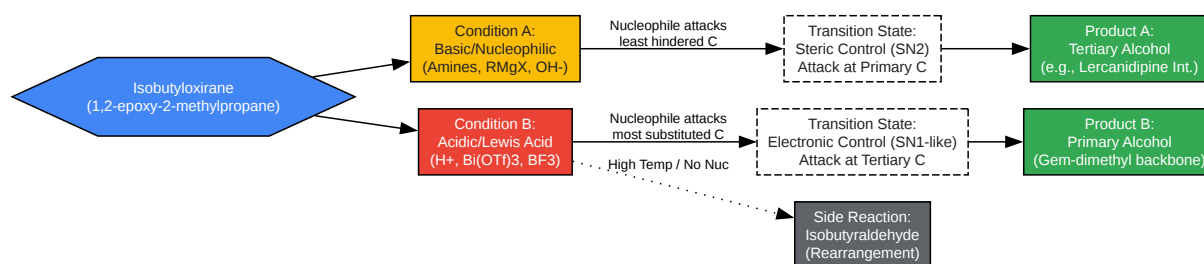 Isobutyloxirane
(1,2-epoxy-2-methylpropane)
Condition A:
Basic/Nucleophilic
(Amines, RMgX, OH-)
Nucleophile attacks
least hindered C
Transition State:
Steric Control (SN2)
Attack at Primary C
Product A:
Tertiary Alcohol
(e.g., Lercanidipine Int.)
Condition B:
Acidic/Lewis Acid
(H+, Bi(OTf)3, BF3)
Nucleophile attacks
most substituted C
Transition State:
Electronic Control (SN1-like)
Attack at Tertiary C
Product B:
Primary Alcohol
(Gem-dimethyl backbone)
High Temp / No Nuc
Side Reaction:
Isobutyraldehyde
(Rearrangement)